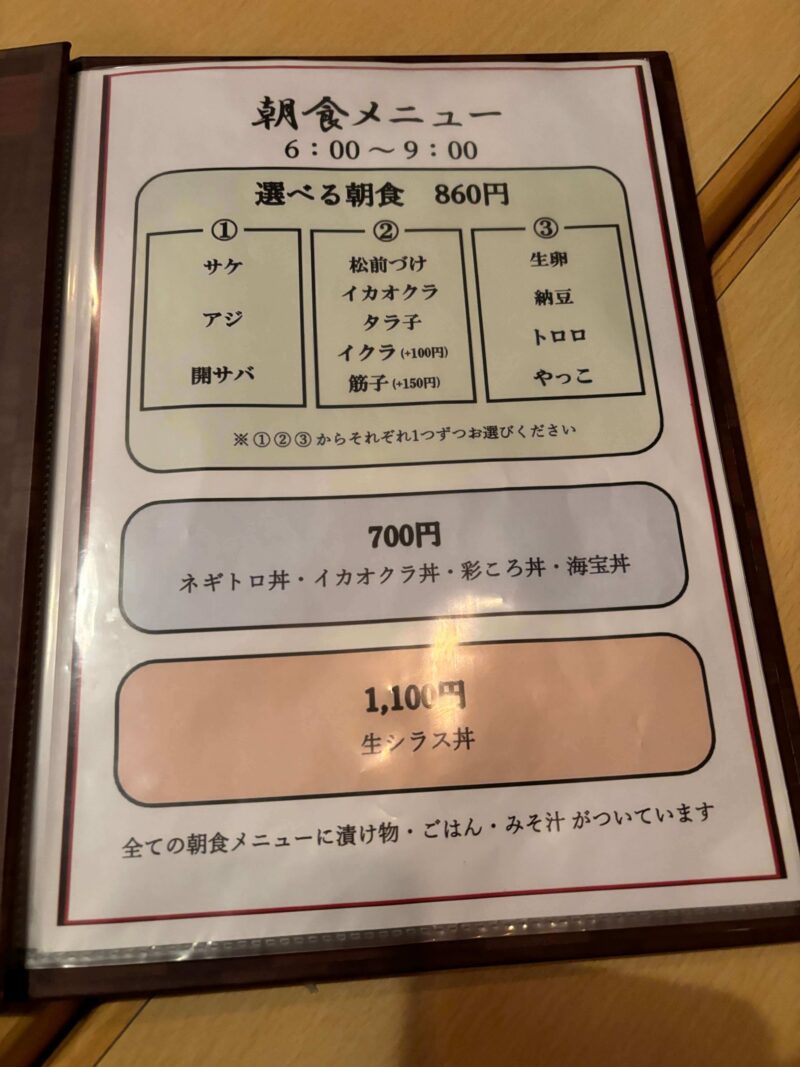 朝食メニュー
6:00～9:00
選べる朝食　860円
①
サケ
アジ
開サバ
②
松前づけ
イカオクラ
タラ子
イクラ(+100円)
筋子(+150円)
③
生卵
納豆
トロロ
やっこ
※①②③からそれぞれ1つずつお選びください
700円
ネギトロ丼・イカオクラ丼・彩ころ丼・海宝丼
1,100円
生シラス丼
全ての朝食メニューに漬け物・ごはん・みそ汁 がついています